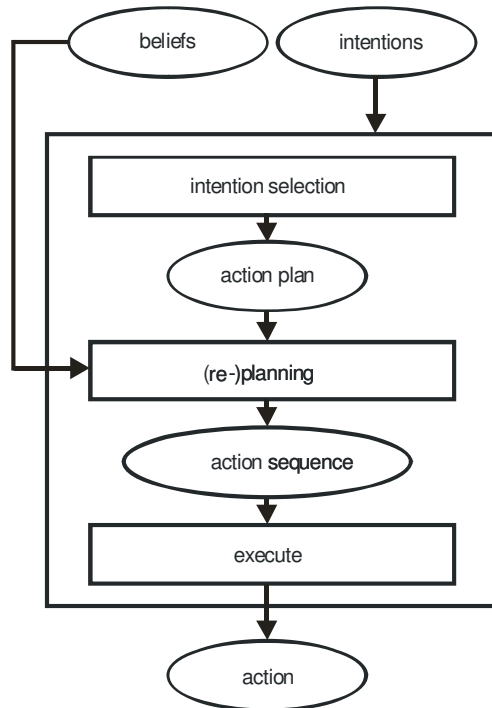 beliefs
intentions
intention selection
action plan
(re-)planning
action sequence
execute
action